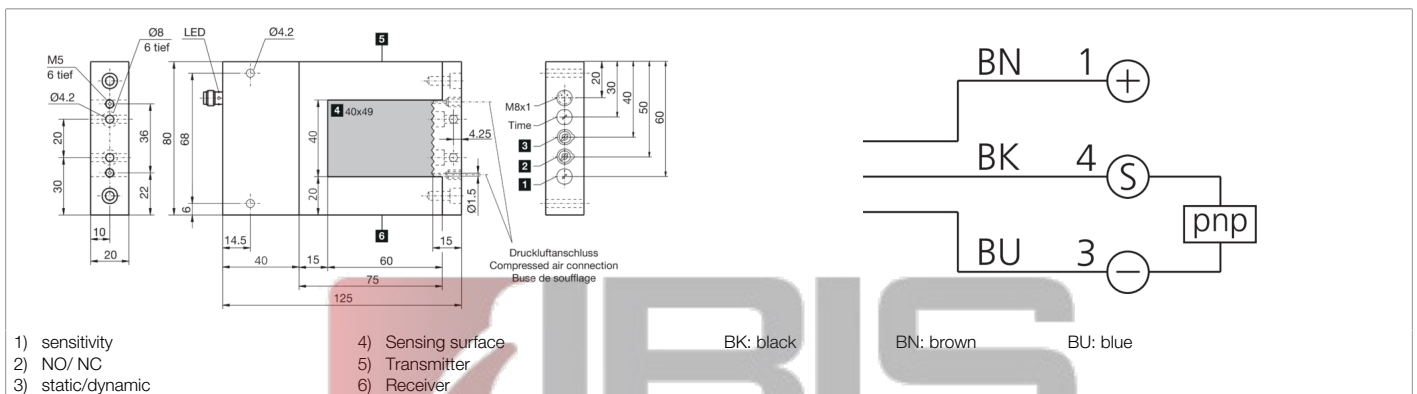 Ø8
6 tief
LED
Ø4.2
5
M5
6 tief
Ø4.2
20
30
36
22
10
20
80
68
6
4 40x49
40
20
4.25
Ø1.5
14.5
40
15
60
15
75
125
6
Druckluftanschluss
Compressed air connection
Buse de soufflage
20
30
40
50
60
M8x1
Time
3
2
1
BN 1 +
BK 4 S
pnp
BU 3 −
1) sensitivity
2) NO/ NC
3) static/dynamic
4) Sensing surface
5) Transmitter
6) Receiver
BK: black
BN: brown
BU: blue
IBIS